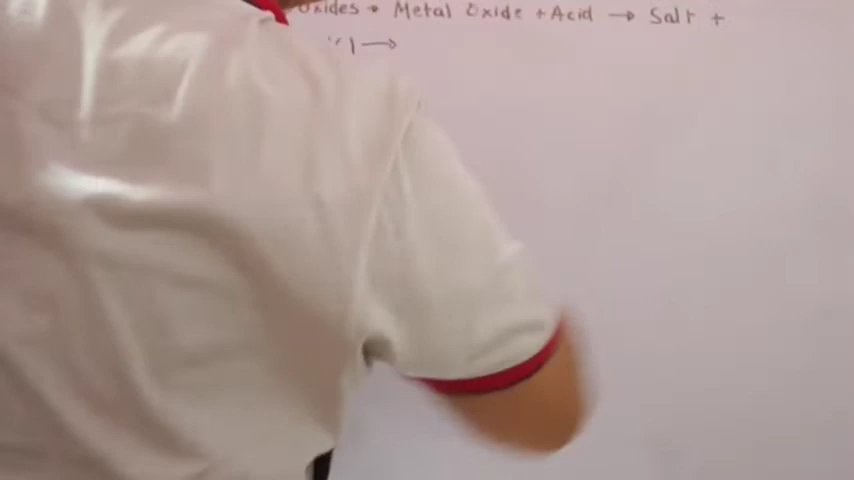 oxides • Metal Oxide + Acid → Salt +
→